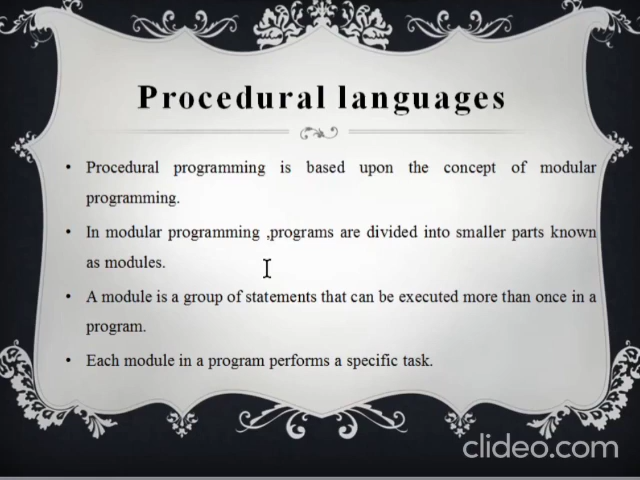 Procedural languages
• Procedural programming is based upon the concept of modular
programming.
• In modular programming ,programs are divided into smaller parts known
as modules.
• A module is a group of statements that can be executed more than once in a
program.
• Each module in a program performs a specific task.
clideo.com